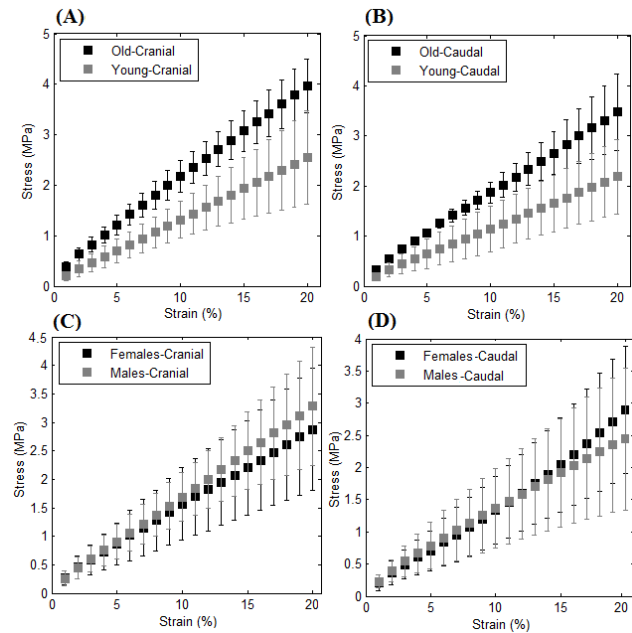 (A)
Old-Cranial
Young-Cranial
Stress (MPa)
5
4
3
2
1
0
0
5
10
15
20
Strain (%)
(B)
Old-Caudal
Young-Caudal
Stress (MPa)
5
4
3
2
1
0
0
5
10
15
20
Strain (%)
(C)
Females-Cranial
Males-Cranial
Stress (MPa)
4.5
4
3.5
3
2.5
2
1.5
1
0.5
0
0
5
10
15
20
Strain (%)
(D)
Females-Caudal
Males-Caudal
Stress (MPa)
4
3.5
3
2.5
2
1.5
1
0.5
0
0
5
10
15
20
Strain (%)